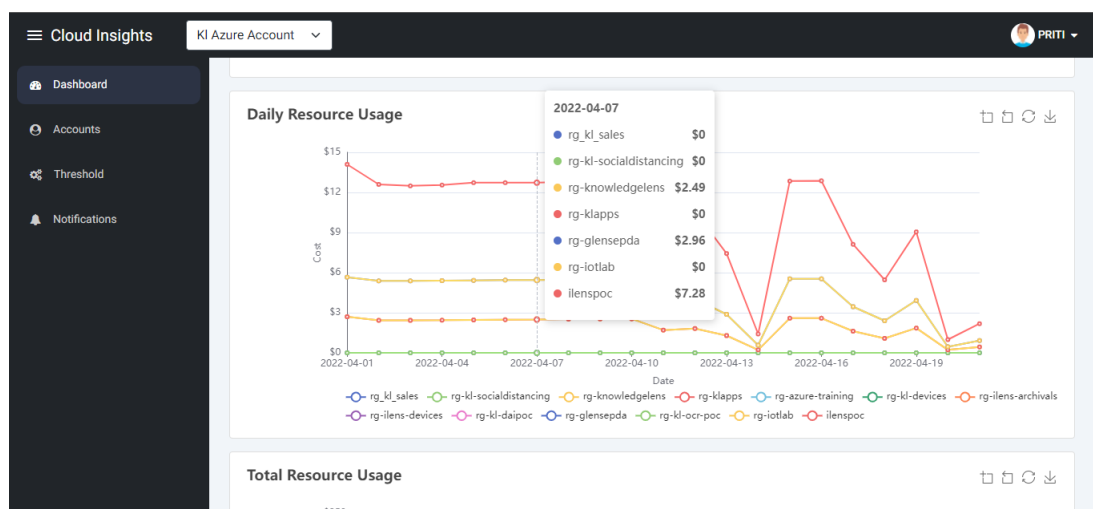 Cloud Insights
KI Azure Account
PRITI
Dashboard
Accounts
Threshold
Notifications
Daily Resource Usage
2022-04-07
rg_kl_sales $0
rg-kl-socialdistancing $0
rg-knowledgelens $2.49
rg-klapps $0
rg-glensepda $2.96
rg-iotlab $0
ilenspoc $7.28
$15
$12
$9
$6
$3
$0
Cost
2022-04-01 2022-04-04 2022-04-07 2022-04-10 2022-04-13 2022-04-16 2022-04-19
Date
rg_kl_sales rg-kl-socialdistancing rg-knowledgelens rg-klapps rg-azure-training rg-kl-devices rg-ilens-archivals
rg-ilens-devices rg-kl-daipoc rg-glensepda rg-kl-ocr-poc rg-iotlab ilenspoc
Total Resource Usage